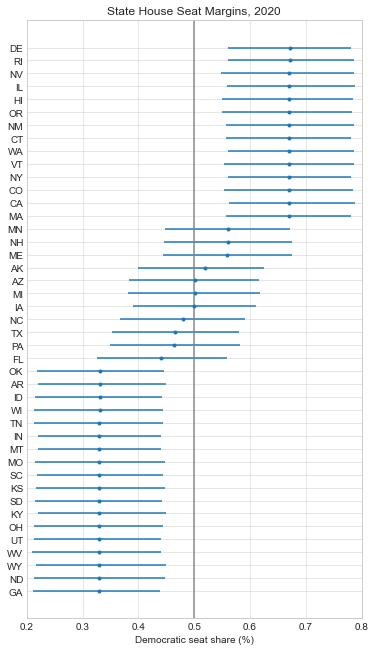 State House Seat Margins, 2020
DE
RI
NV
IL
HI
OR
NM
CT
WA
VT
NY
CO
CA
MA
MN
NH
ME
AK
AZ
MI
IA
NC
TX
PA
FL
OK
AR
ID
WI
TN
IN
MT
MO
SC
KS
SD
KY
OH
UT
WV
WY
ND
GA
0.2 0.3 0.4 0.5 0.6 0.7 0.8
Democratic seat share (%)